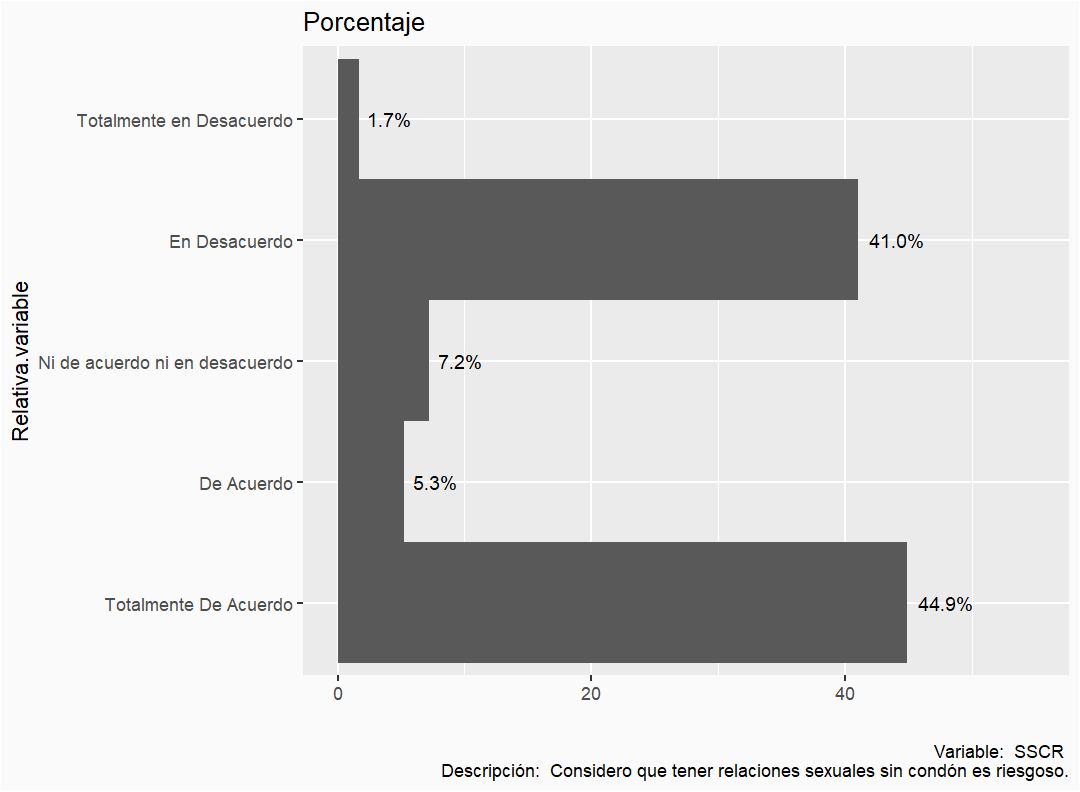 Porcentaje
Totalmente en Desacuerdo
1.7%
En Desacuerdo
41.0%
Relativa.variable
Ni de acuerdo ni en desacuerdo
7.2%
De Acuerdo
5.3%
Totalmente De Acuerdo
44.9%
0 20 40
Variable:  SSCR
Descripción:  Considero que tener relaciones sexuales sin condón es riesgoso.